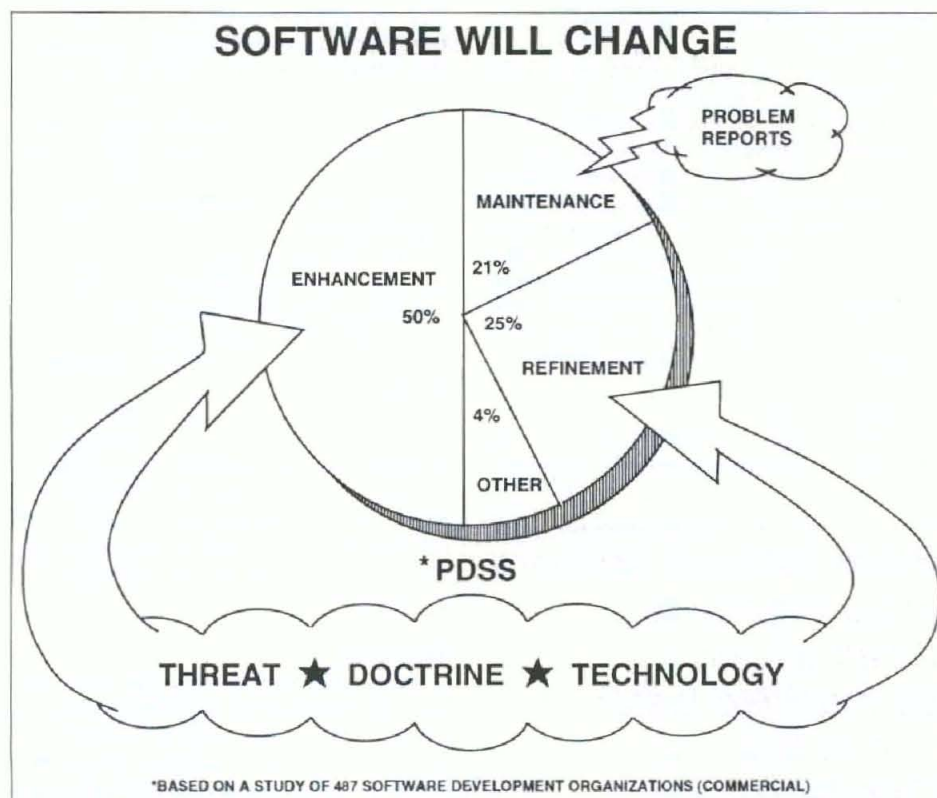 SOFTWARE WILL CHANGE
PROBLEM
REPORTS
MAINTENANCE
21%
ENHANCEMENT
50%
25%
REFINEMENT
4%
OTHER
* PDSS
THREAT ★ DOCTRINE ★ TECHNOLOGY
*BASED ON A STUDY OF 487 SOFTWARE DEVELOPMENT ORGANIZATIONS (COMMERCIAL)